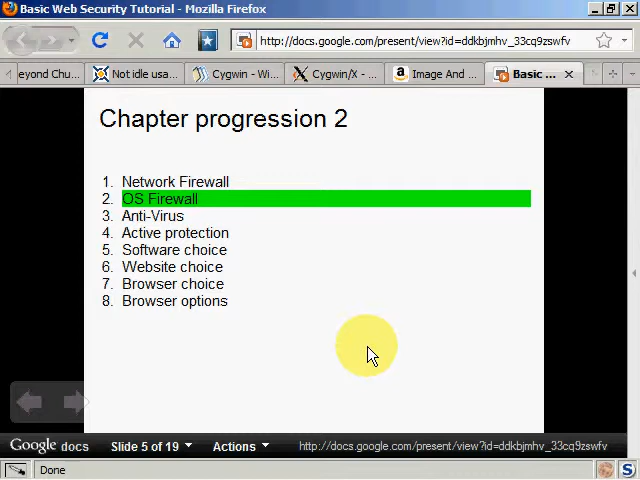 Basic Web Security Tutorial - Mozilla Firefox
http://docs.google.com/present/view?id=ddkbjmhv_33cq9zswfv
eyond Chu... Not idle usa... Cygwin - Wi... Cygwin/X - ... Image And ... Basic ...
Chapter progression 2
1. Network Firewall
2. OS Firewall
3. Anti-Virus
4. Active protection
5. Software choice
6. Website choice
7. Browser choice
8. Browser options
Google docs Slide 5 of 19 Actions http://docs.google.com/present/view?id=ddkbjmhv_33cq9zswfv
Done